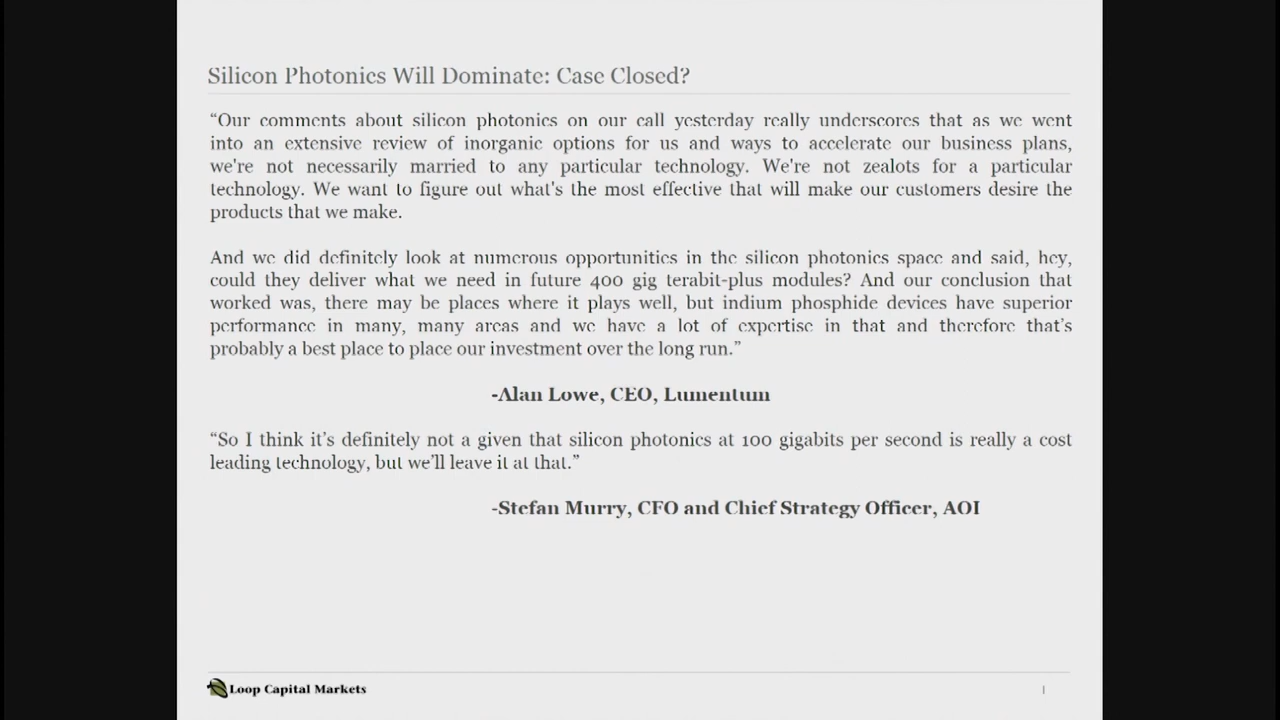 Silicon Photonics Will Dominate: Case Closed?
“Our comments about silicon photonics on our call yesterday really underscores that as we went
into an extensive review of inorganic options for us and ways to accelerate our business plans,
we're not necessarily married to any particular technology. We're not zealots for a particular
technology. We want to figure out what's the most effective that will make our customers desire the
products that we make.
And we did definitely look at numerous opportunities in the silicon photonics space and said, hey,
could they deliver what we need in future 400 gig terabit-plus modules? And our conclusion that
worked was, there may be places where it plays well, but indium phosphide devices have superior
performance in many, many areas and we have a lot of expertise in that and therefore that’s
probably a best place to place our investment over the long run.”
-Alan Lowe, CEO, Lumentum
“So I think it’s definitely not a given that silicon photonics at 100 gigabits per second is really a cost
leading technology, but we’ll leave it at that.”
-Stefan Murry, CFO and Chief Strategy Officer, AOI
Loop Capital Markets
1